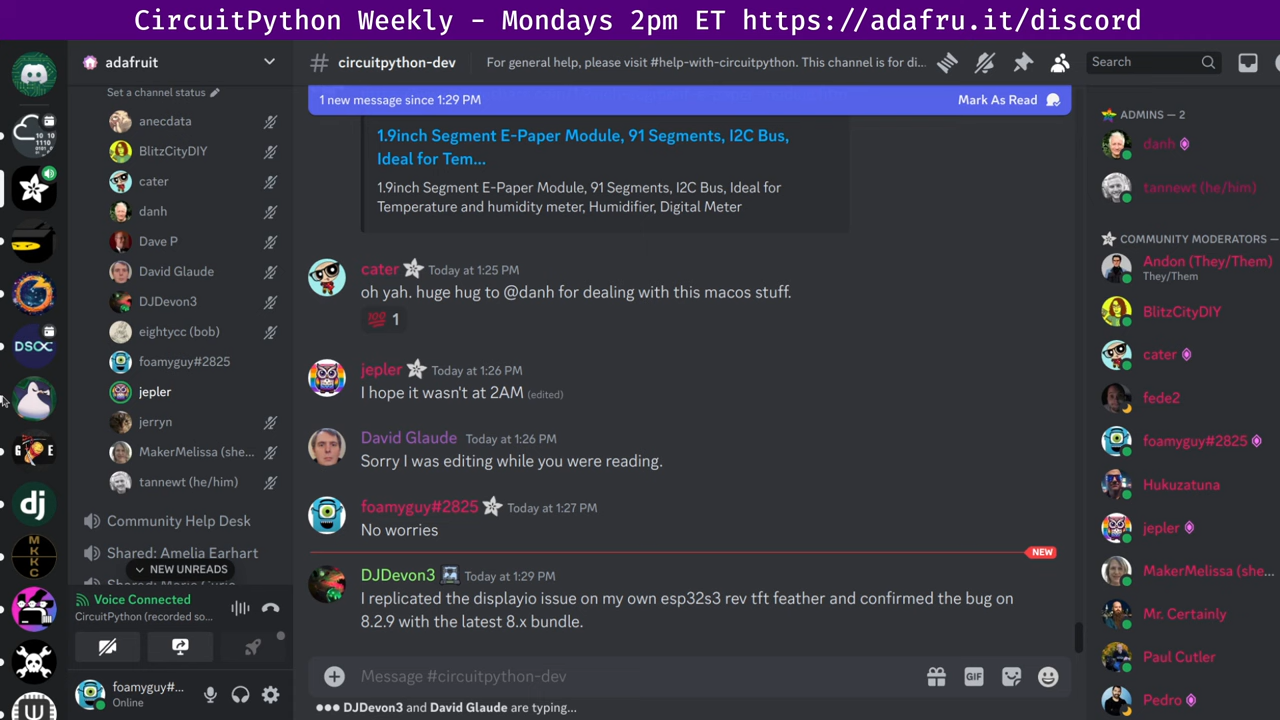 CircuitPython Weekly - Mondays 2pm ET https://adafru.it/discord
adafruit
Set a channel status
anecdata
BlitzCityDIY
cater
danh
Dave P
David Glaude
DJDevon3
eightycc (bob)
foamyguy#2825
jepler
jerryn
MakerMelissa (she...
tannewt (he/him)
Community Help Desk
Shared: Amelia Earhart
NEW UNREADS
Voice Connected
CircuitPython (recorded so...
foamyguy#...
Online
# circuitpython-dev
For general help, please visit #help-with-circuitpython. This channel is for di...
Search
1 new message since 1:29 PM
Mark As Read
1.9inch Segment E-Paper Module, 91 Segments, I2C Bus,
Ideal for Tem...
1.9inch Segment E-Paper Module, 91 Segments, I2C Bus, Ideal for
Temperature and humidity meter, Humidifier, Digital Meter
cater Today at 1:25 PM
oh yah. huge hug to @danh for dealing with this macos stuff.
100 1
jepler Today at 1:26 PM
I hope it wasn't at 2AM (edited)
David Glaude Today at 1:26 PM
Sorry I was editing while you were reading.
foamyguy#2825 Today at 1:27 PM
No worries
NEW
DJDevon3 Today at 1:29 PM
I replicated the displayio issue on my own esp32s3 rev tft feather and confirmed the bug on
8.2.9 with the latest 8.x bundle.
Message #circuitpython-dev
GIF
DJDevon3 and David Glaude are typing...
ADMINS — 2
danh
tannewt (he/him)
COMMUNITY MODERATORS —
Andon (They/Them)
They/Them
BlitzCityDIY
cater
fede2
foamyguy#2825
Hukuzatuna
jepler
MakerMelissa (she...
Mr. Certainly
Paul Cutler
Pedro
DSOC
dj
MK
KC